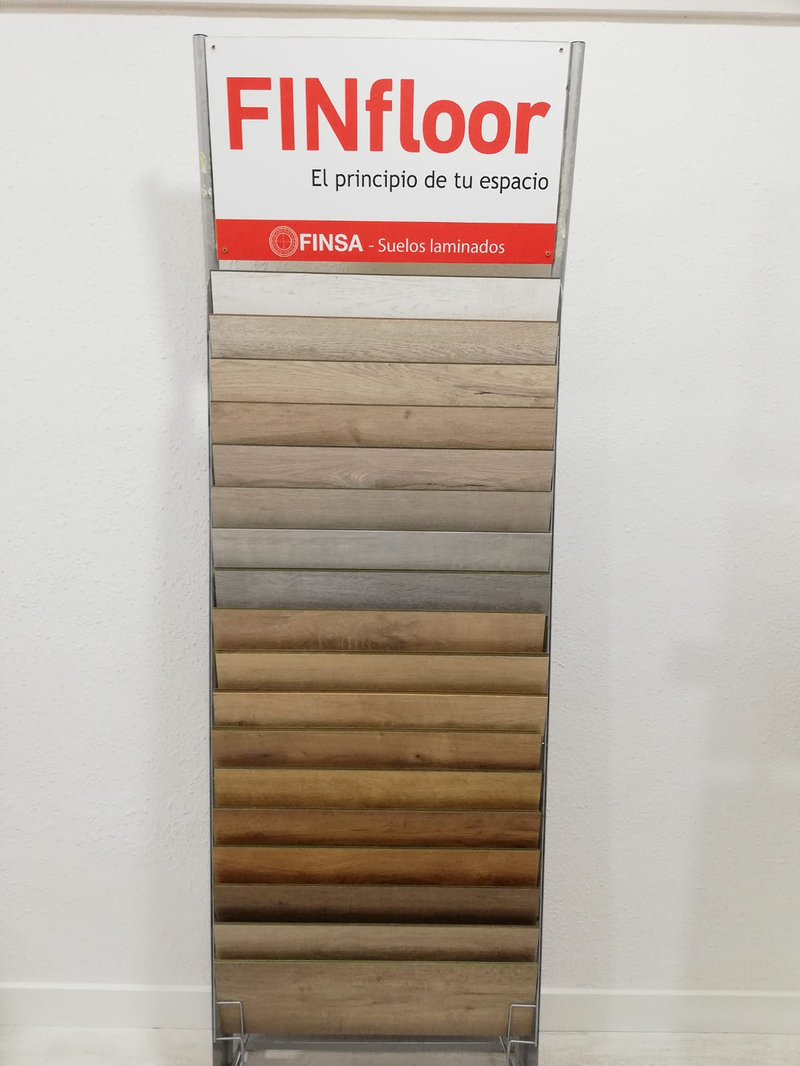 FINfloor
El principio de tu espacio
FINSA - Suelos laminados